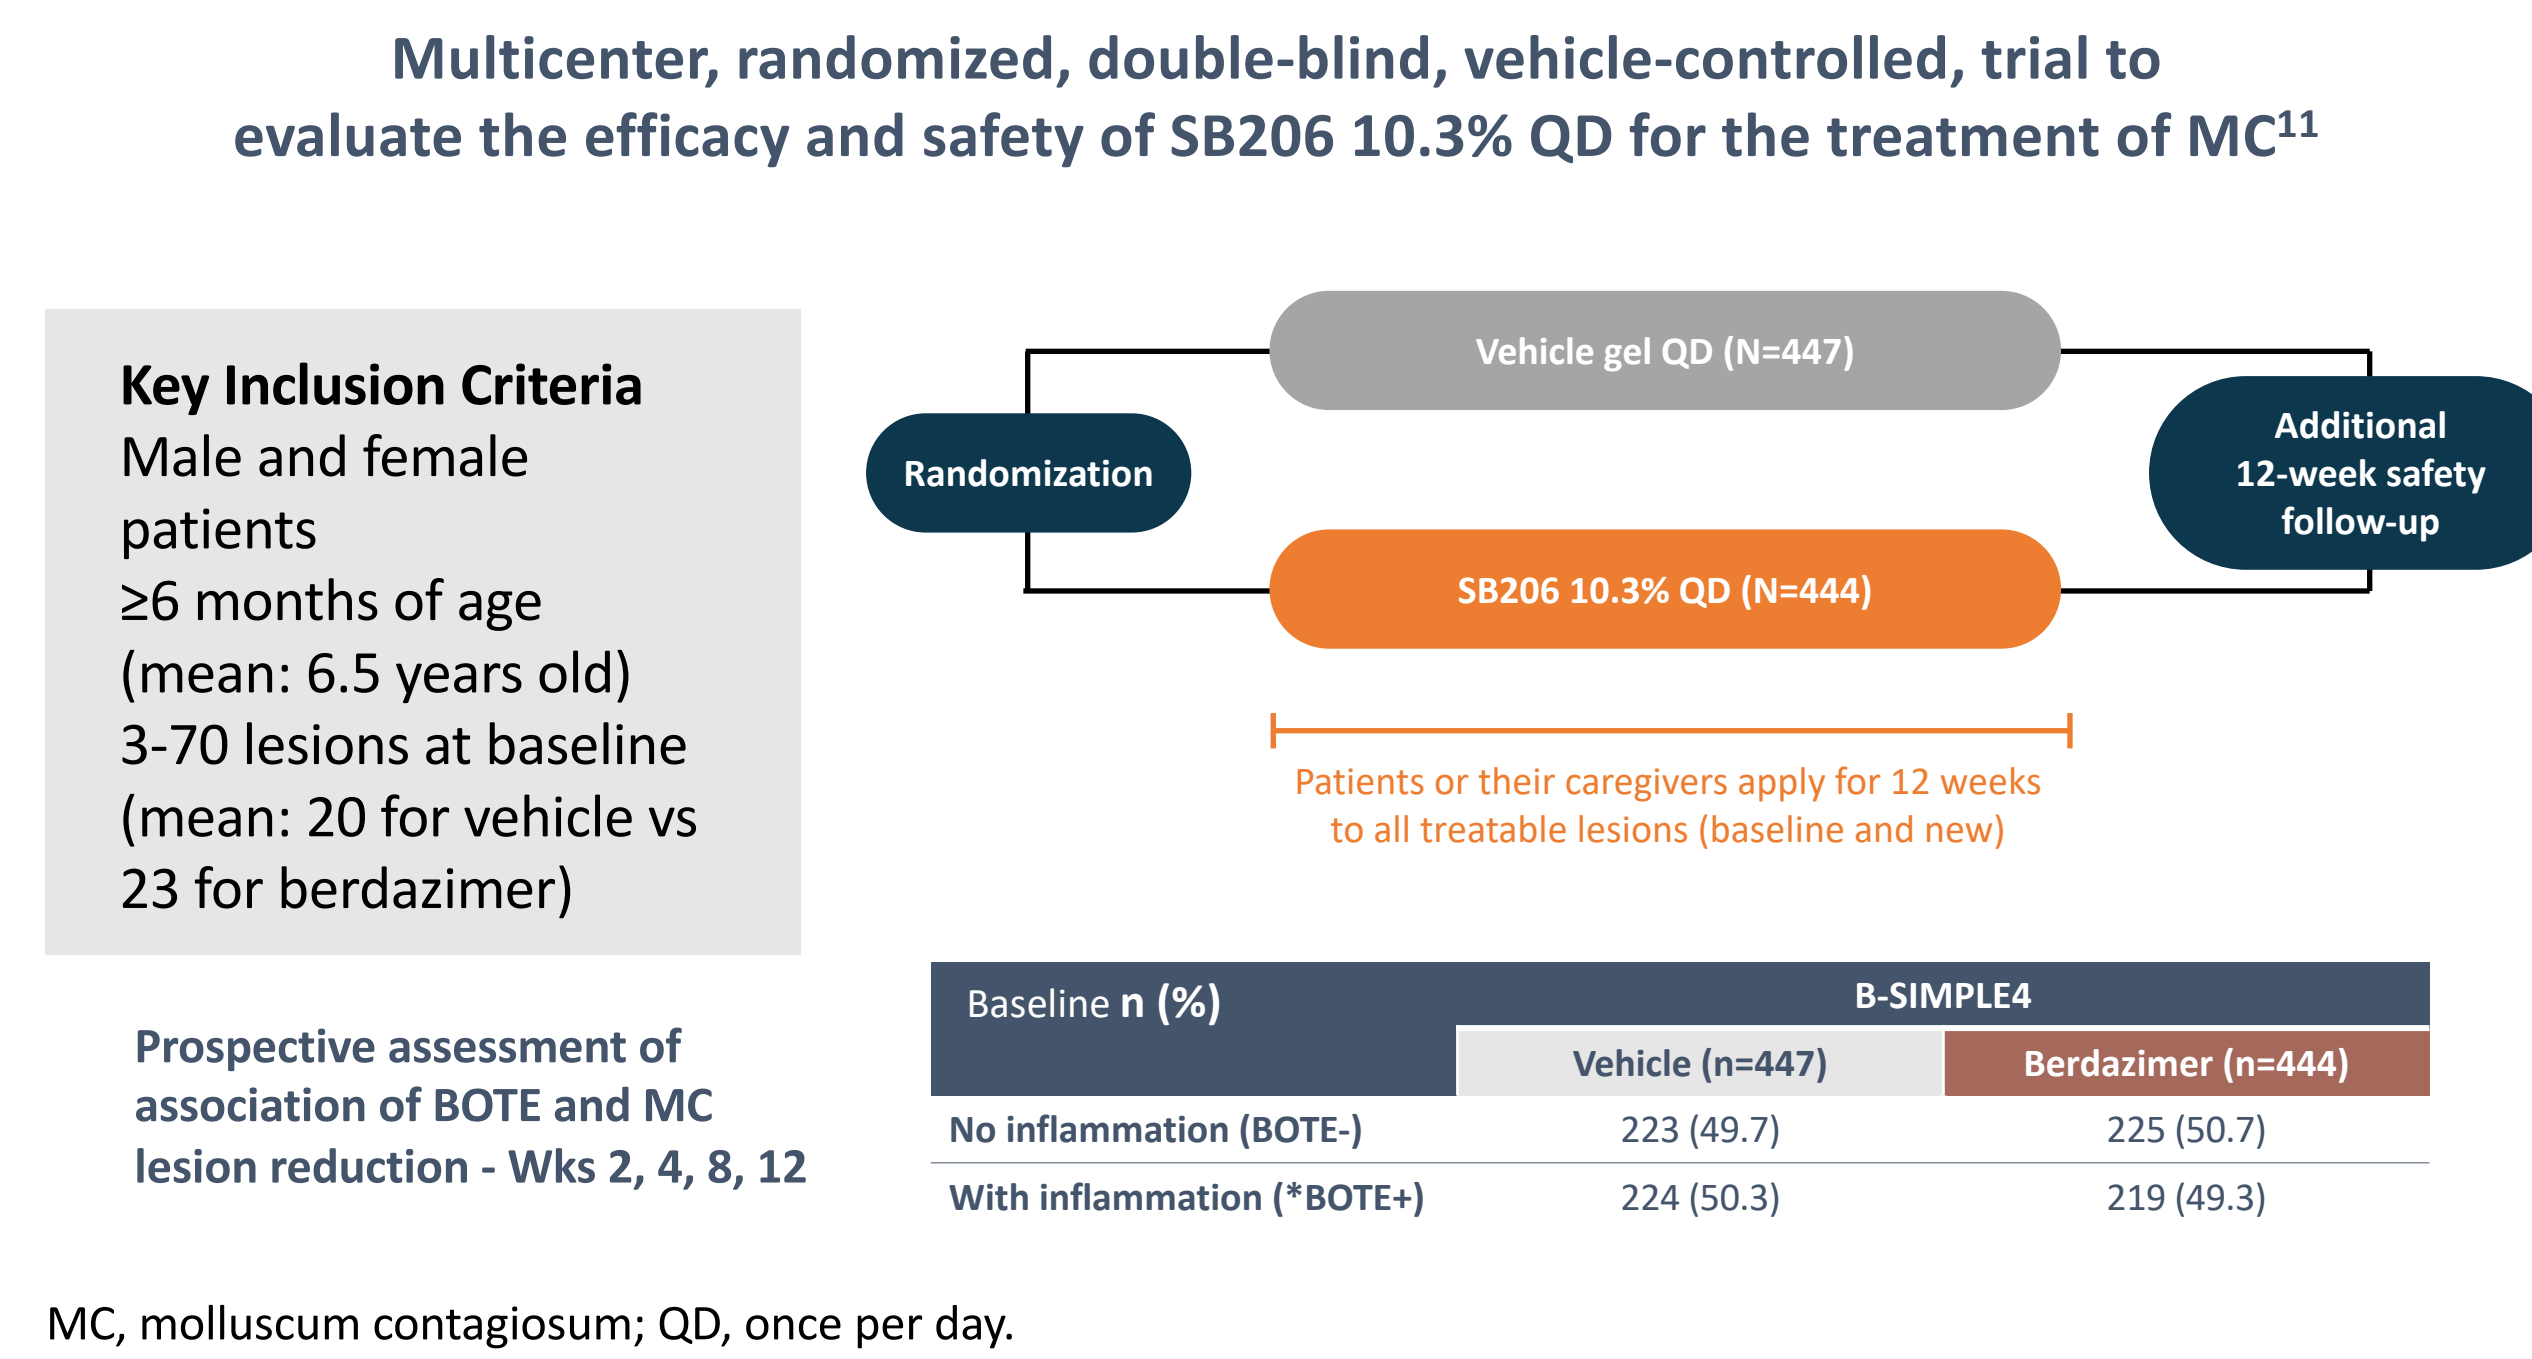 Multicenter, randomized, double-blind, vehicle-controlled, trial to
evaluate the efficacy and safety of SB206 10.3% QD for the treatment of MC¹¹
Key Inclusion Criteria
Male and female
patients
≥6 months of age
(mean: 6.5 years old)
3-70 lesions at baseline
(mean: 20 for vehicle vs
23 for berdazimer)
Prospective assessment of
association of BOTE and MC
lesion reduction - Wks 2, 4, 8, 12
Randomization
Vehicle gel QD (N=447)
SB206 10.3% QD (N=444)
Additional
12-week safety
follow-up
Patients or their caregivers apply for 12 weeks
to all treatable lesions (baseline and new)
Baseline n (%)
B-SIMPLE4
Vehicle (n=447) Berdazimer (n=444)
No inflammation (BOTE-) 223 (49.7) 225 (50.7)
With inflammation (*BOTE+) 224 (50.3) 219 (49.3)
MC, molluscum contagiosum; QD, once per day.